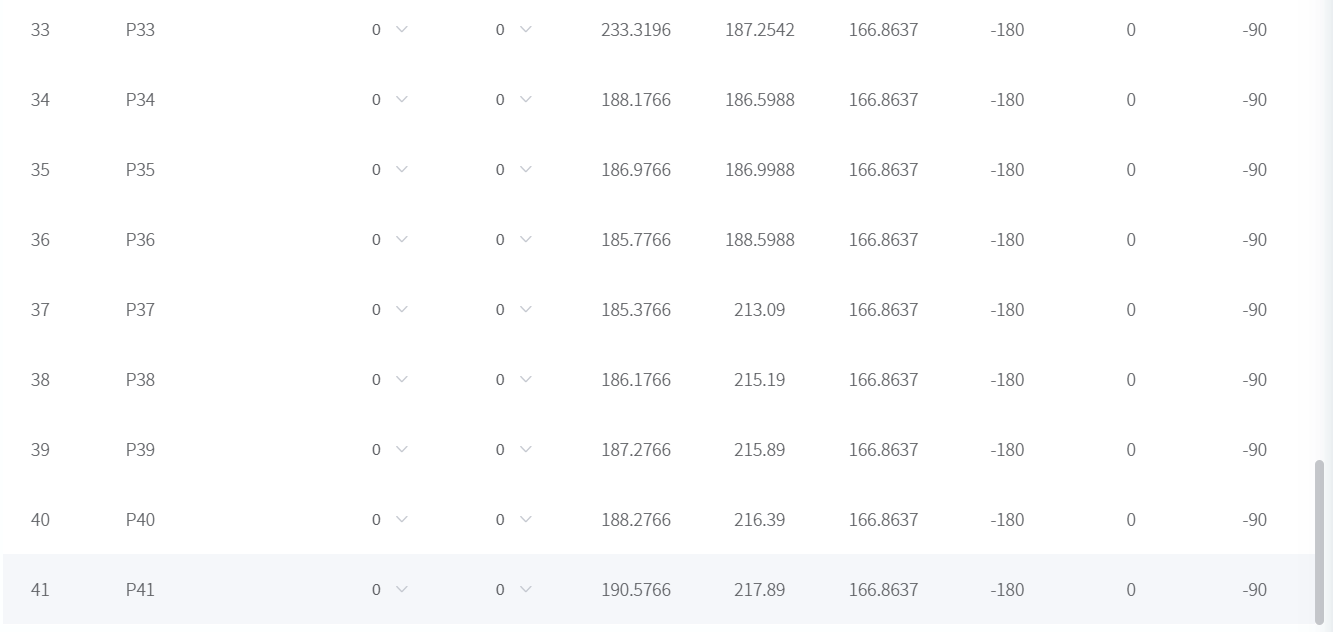 33 P33 0 0 233.3196 187.2542 166.8637 -180 0 -90
34 P34 0 0 188.1766 186.5988 166.8637 -180 0 -90
35 P35 0 0 186.9766 186.9988 166.8637 -180 0 -90
36 P36 0 0 185.7766 188.5988 166.8637 -180 0 -90
37 P37 0 0 185.3766 213.09 166.8637 -180 0 -90
38 P38 0 0 186.1766 215.19 166.8637 -180 0 -90
39 P39 0 0 187.2766 215.89 166.8637 -180 0 -90
40 P40 0 0 188.2766 216.39 166.8637 -180 0 -90
41 P41 0 0 190.5766 217.89 166.8637 -180 0 -90